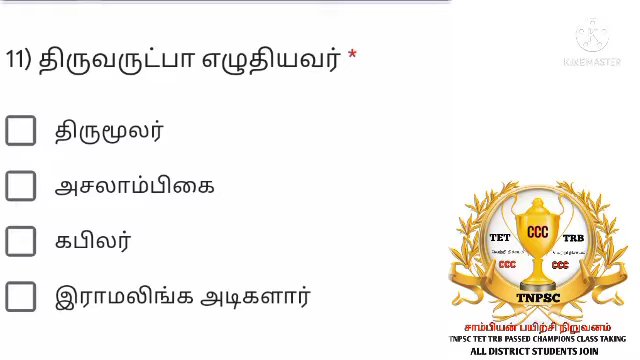 11) திருவருட்பா எழுதியவர் *
KINEMASTER
திருமூலர்
அசலாம்பிகை
கபிலர்
இராமலிங்க அடிகளார்
TET CCC TRB
CCC CCC
TNPSC
சாம்பியன் பயிற்சி நிறுவனம்
TNPSC TET TRB PASSED CHAMPIONS CLASS TAKING
ALL DISTRICT STUDENTS JOIN